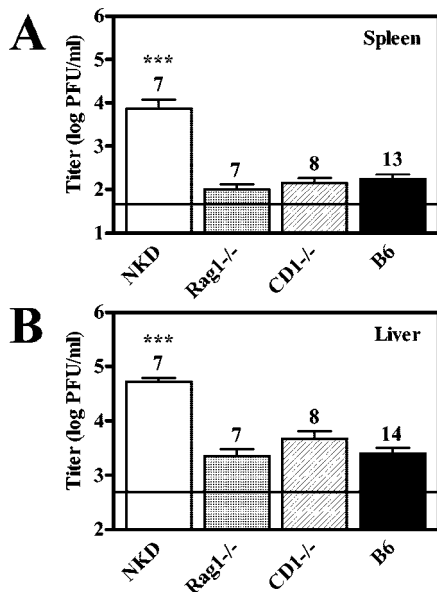 A
Spleen
Titer (log PFU/ml)
5
4
3
2
1
***
7
7
8
13
NKD
Rag1-/-
CD1-/-
B6
B
Liver
Titer (log PFU/ml)
6
5
4
3
2
***
7
7
8
14
NKD
Rag1-/-
CD1-/-
B6